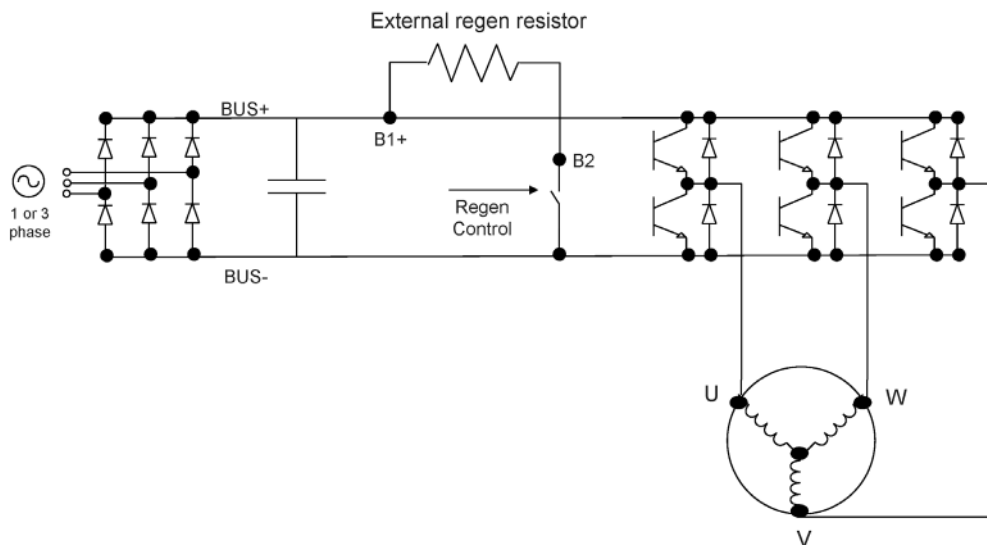 External regen resistor
BUS+
B1+
B2
1 or 3
phase
Regen
Control
BUS-
U
W
V